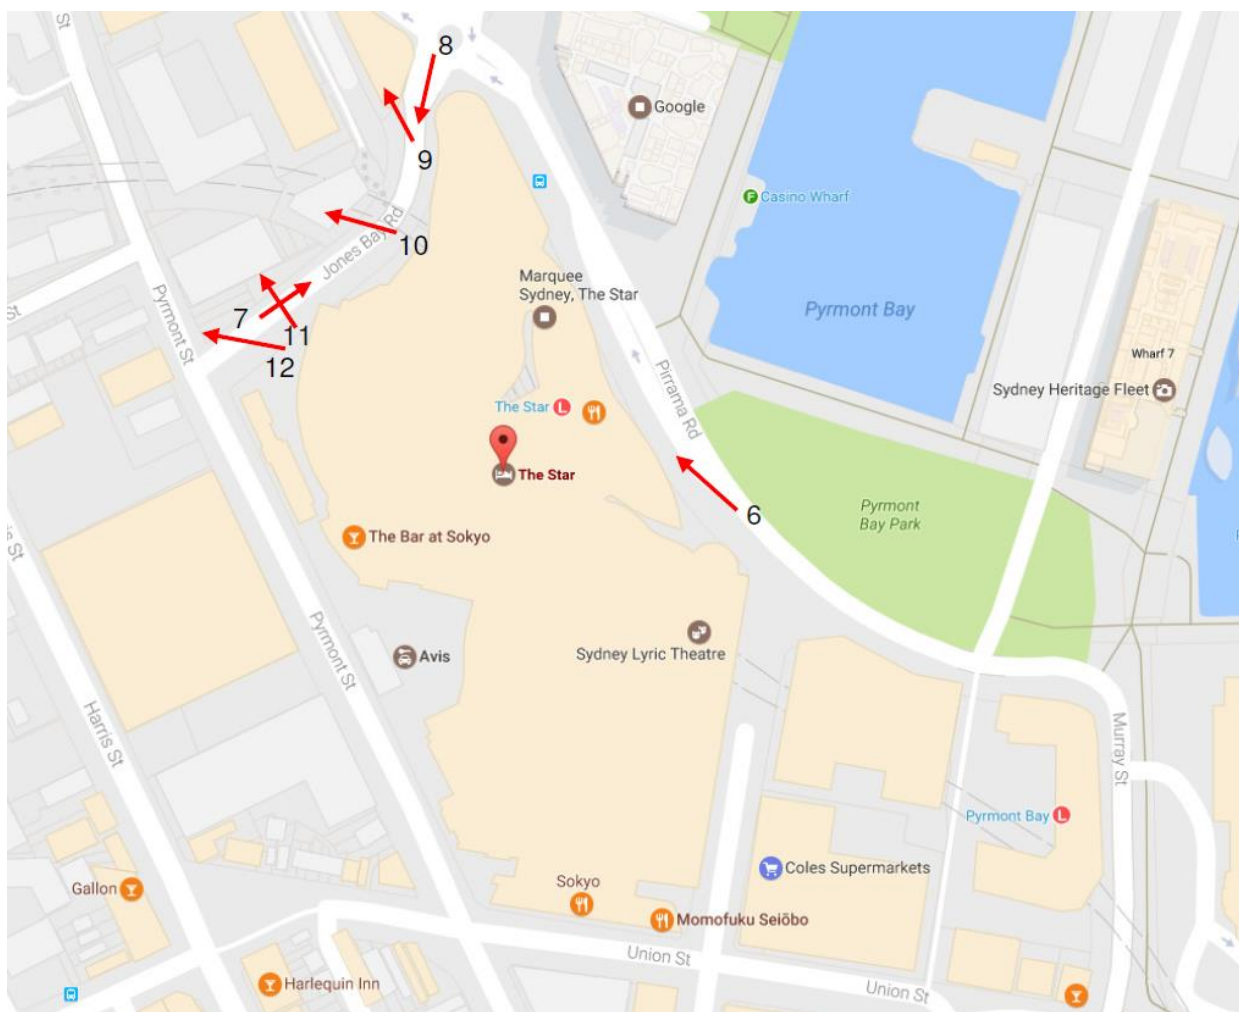 Pyrmont St
8
Google
9
Casino Wharf
10
Jones Bay Rd
Marquee
Sydney, The Star
Pyrmont Bay
Pyrmont St
St
7
11
12
Wharf 7
Sydney Heritage Fleet
Pirrama Rd
The Star
The Star
6
Pyrmont
Bay Park
The Bar at Sokyo
Pyrmont St
Sydney Lyric Theatre
Avis
Harris St
Murray St
Pyrmont Bay
Coles Supermarkets
Sokyo
Gallon
Momofuku Seiōbo
Union St
Harlequin Inn
Union St